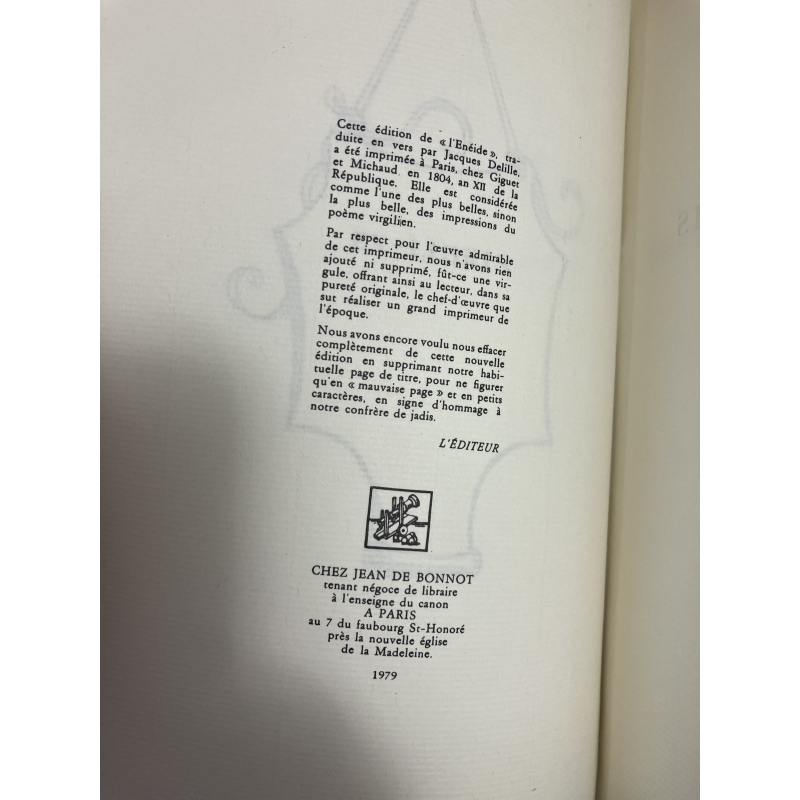 Cette édition de « l'Enéide », tra-
duite en vers par Jacques Delille,
a été imprimée à Paris, chez Giguet
et Michaud en 1804, an XII de la
République. Elle est considérée
comme l'une des plus belles, sinon
la plus belle, des impressions du
poème virgilien.
Par respect pour l'œuvre admirable
de cet imprimeur, nous n'avons rien
ajouté ni supprimé, fût-ce une vir-
gule, offrant ainsi au lecteur, dans sa
pureté originale, le chef-d'œuvre que
sut réaliser un grand imprimeur de
l'époque.
Nous avons encore voulu nous effacer
complètement de cette nouvelle
édition en supprimant notre habi-
tuelle page de titre, pour ne figurer
qu'en « mauvaise page » et en petits
caractères, en signe d'hommage à
notre confrère de jadis.
L'ÉDITEUR
CHEZ JEAN DE BONNOT
tenant négoce de libraire
à l'enseigne du canon
A PARIS
au 7 du faubourg St-Honoré
près la nouvelle église
de la Madeleine.
1979